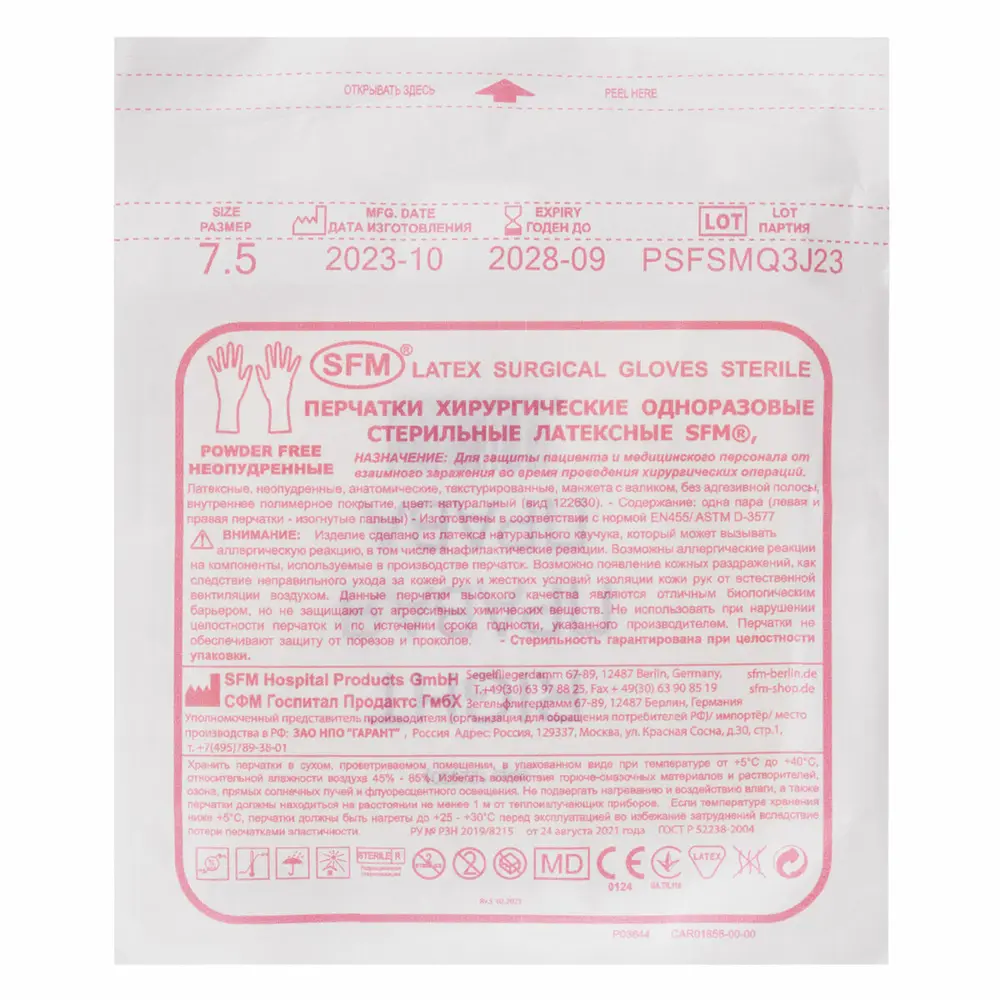 ОТКРЫВАТЬ ЗДЕСЬ PEEL HERE
SIZE MFG. DATE EXPIRY LOT LOT
РАЗМЕР ДАТА ИЗГОТОВЛЕНИЯ ГОДЕН ДО ПАРТИЯ
7.5 2023-10 2028-09 PSFSMQ3J23
SFM® LATEX SURGICAL GLOVES STERILE
ПЕРЧАТКИ ХИРУРГИЧЕСКИЕ ОДНОРАЗОВЫЕ
СТЕРИЛЬНЫЕ ЛАТЕКСНЫЕ SFM®,
POWDER FREE
НЕОПУДРЕННЫЕ
НАЗНАЧЕНИЕ: Для защиты пациента и медицинского персонала от
взаимного заражения во время проведения хирургических операций.
Латексные, неопудренные, анатомические, текстурированные, манжета с валиком, без адгезивной полосы,
внутреннее полимерное покрытие, цвет: натуральный (вид 122630). - Содержание: одна пара (левая и
правая перчатки - изогнутые пальцы) - Изготовлены в соответствии с нормой EN455/ ASTM D-3577
ВНИМАНИЕ: Изделие сделано из латекса натурального каучука, который может вызывать
аллергическую реакцию, в том числе анафилактические реакции. Возможны аллергические реакции
на компоненты, используемые в производстве перчаток. Возможно появление кожных раздражений, как
следствие неправильного ухода за кожей рук и жестких условий изоляции кожи рук от естественной
вентиляции воздухом. Данные перчатки высокого качества являются отличным биологическим
барьером, но не защищают от агрессивных химических веществ. Не использовать при нарушении
целостности перчаток и по истечении срока годности, указанного производителем. Перчатки не
обеспечивают защиту от порезов и проколов. - Стерильность гарантирована при целостности
упаковки.
SFM Hospital Products GmbH Segelfliegerdamm 67-89, 12487 Berlin, Germany, sfm-berlin.de
T.+49(30) 63 97 88 25, Fax + 49(30) 63 90 85 19 sfm-shop.de
СФМ Госпитал Продактс ГмбХ Зегельфлигердамм 67-89, 12487 Берлин, Германия
Уполномоченный представитель производителя (организация для обращения потребителей РФ)/ импортёр/ место
производства в РФ: ЗАО НПО "ГАРАНТ" , Россия Адрес: Россия, 129337, Москва, ул. Красная Сосна, д.30, стр.1,
т. +7(495)789-38-01
Хранить перчатки в сухом, проветриваемом помещении, в упакованном виде при температуре от +5°С до +40°С,
относительной влажности воздуха 45% - 85%. Избегать воздействия горюче-смазочных материалов и растворителей,
озона, прямых солнечных лучей и флуоресцентного освещения. Не подвергать нагреванию и воздействию влаги, а также
перчатки должны находиться на расстоянии не менее 1 м от теплоизлучающих приборов. Если температура хранения
ниже +5°С, перчатки должны быть нагреты до +25 - +30°С перед эксплуатацией во избежание затруднений вследствие
потери перчатками эластичности. РУ № РЗН 2019/8215 от 24 августа 2021 года ГОСТ Р 52238-2004
STERILE R 2 2 MD CE LATEX
0124
Rv.5 10.2023
P03644 CAR01858-00-00